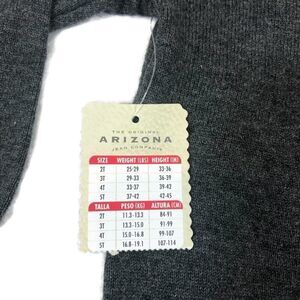 THE ORIGINAL
ARIZONA
JEAN COMPANY
SIZE WEIGHT (LBS) HEIGHT (IN)
2T 25-29 33-36
3T 29-33 36-39
4T 33-37 39-42
5T 37-42 42-45
TALLA PESO (KG) ALTURA (CM)
2T 11.3-13.3 84-91
3T 13.3-15.0 91-99
4T 15.0-16.8 99-107
5T 16.8-19.1 107-114